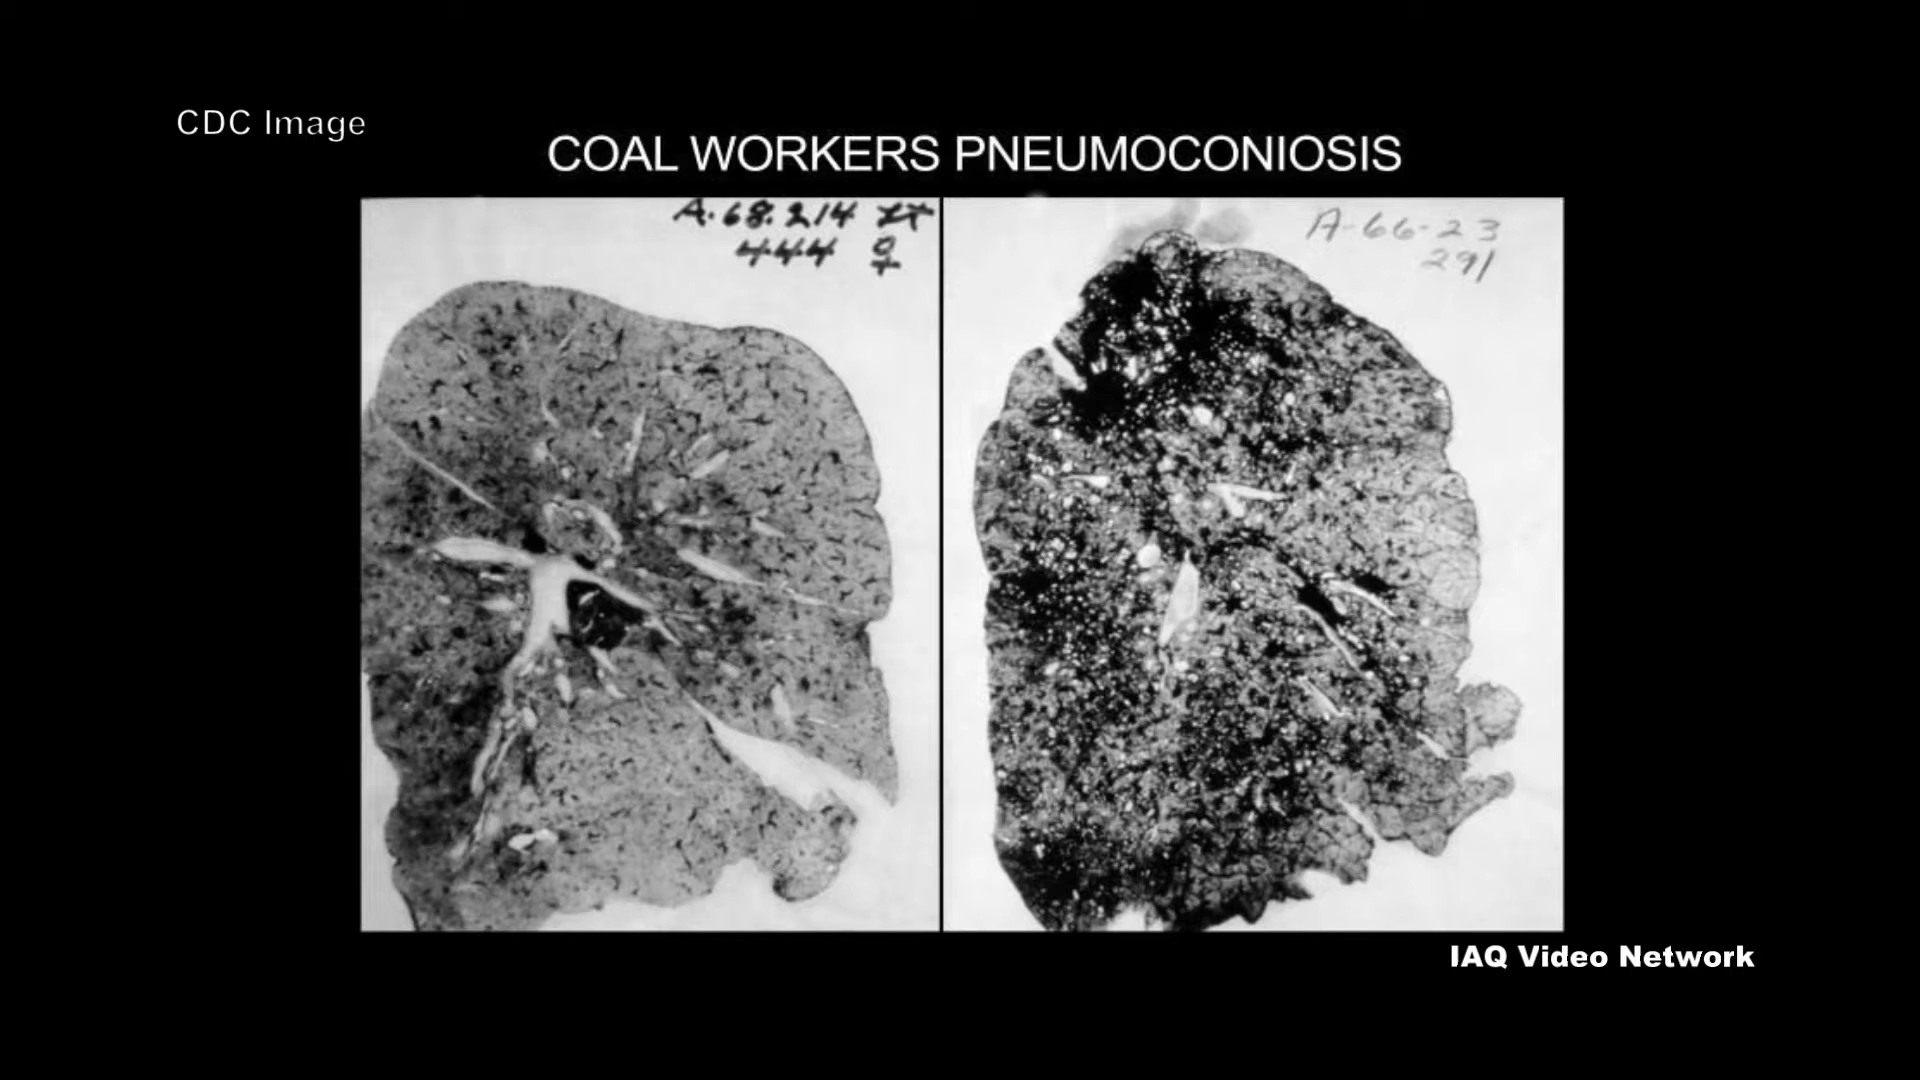 CDC Image
COAL WORKERS PNEUMOCONIOSIS
A-68-214
444
A-66-23
291
IAQ Video Network